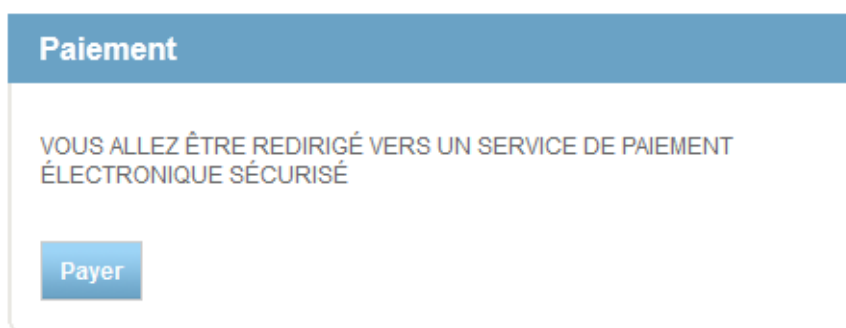 Paiement
VOUS ALLEZ ÊTRE REDIRIGÉ VERS UN SERVICE DE PAIEMENT
ÉLECTRONIQUE SÉCURISÉ
Payer